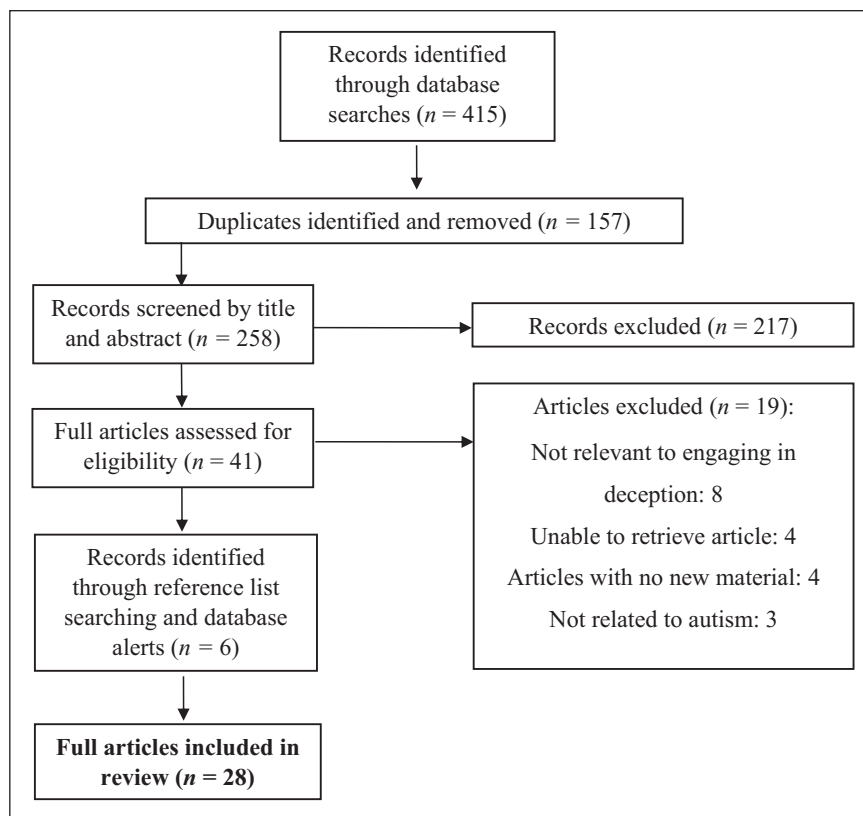 Records identified
through database
searches (n = 415)
Duplicates identified and removed (n = 157)
Records screened by title
and abstract (n = 258)
Records excluded (n = 217)
Full articles assessed for
eligibility (n = 41)
Articles excluded (n = 19):
Not relevant to engaging in
deception: 8
Unable to retrieve article: 4
Articles with no new material: 4
Not related to autism: 3
Records identified
through reference list
searching and database
alerts (n = 6)
Full articles included in
review (n = 28)